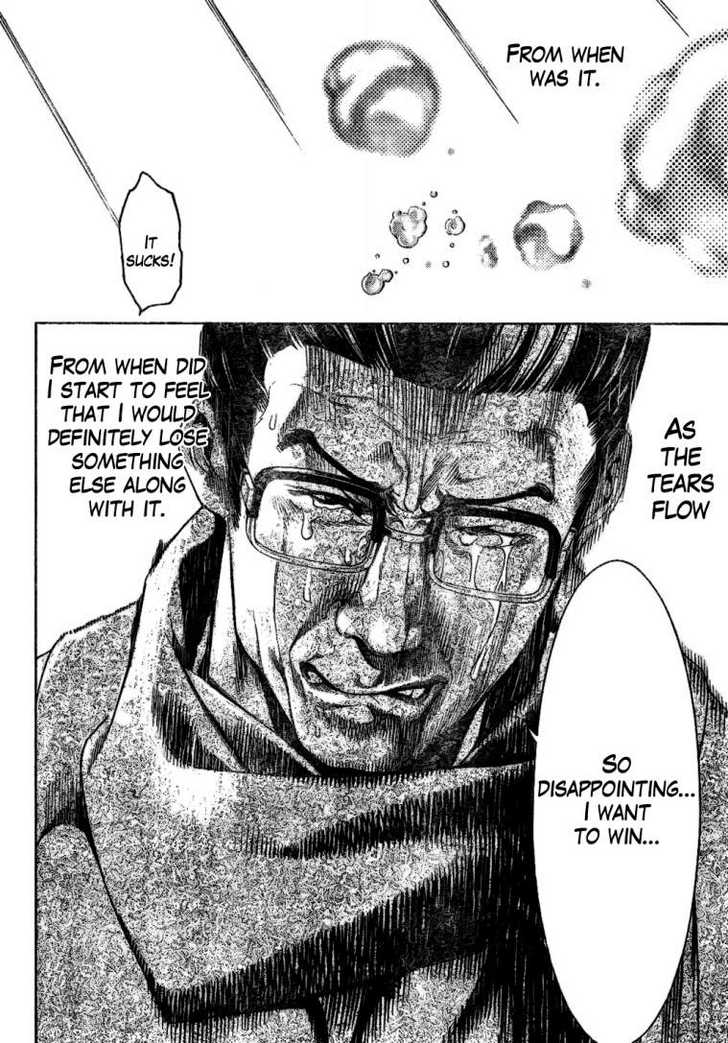 FROM WHEN
WAS IT.
IT
SUCKS!
AS
THE
TEARS
FLOW
FROM WHEN DID
I START TO FEEL
THAT I WOULD
DEFINITELY LOSE
SOMETHING
ELSE ALONG
WITH IT.
SO
DISAPPOINTING...
I WANT
TO WIN...